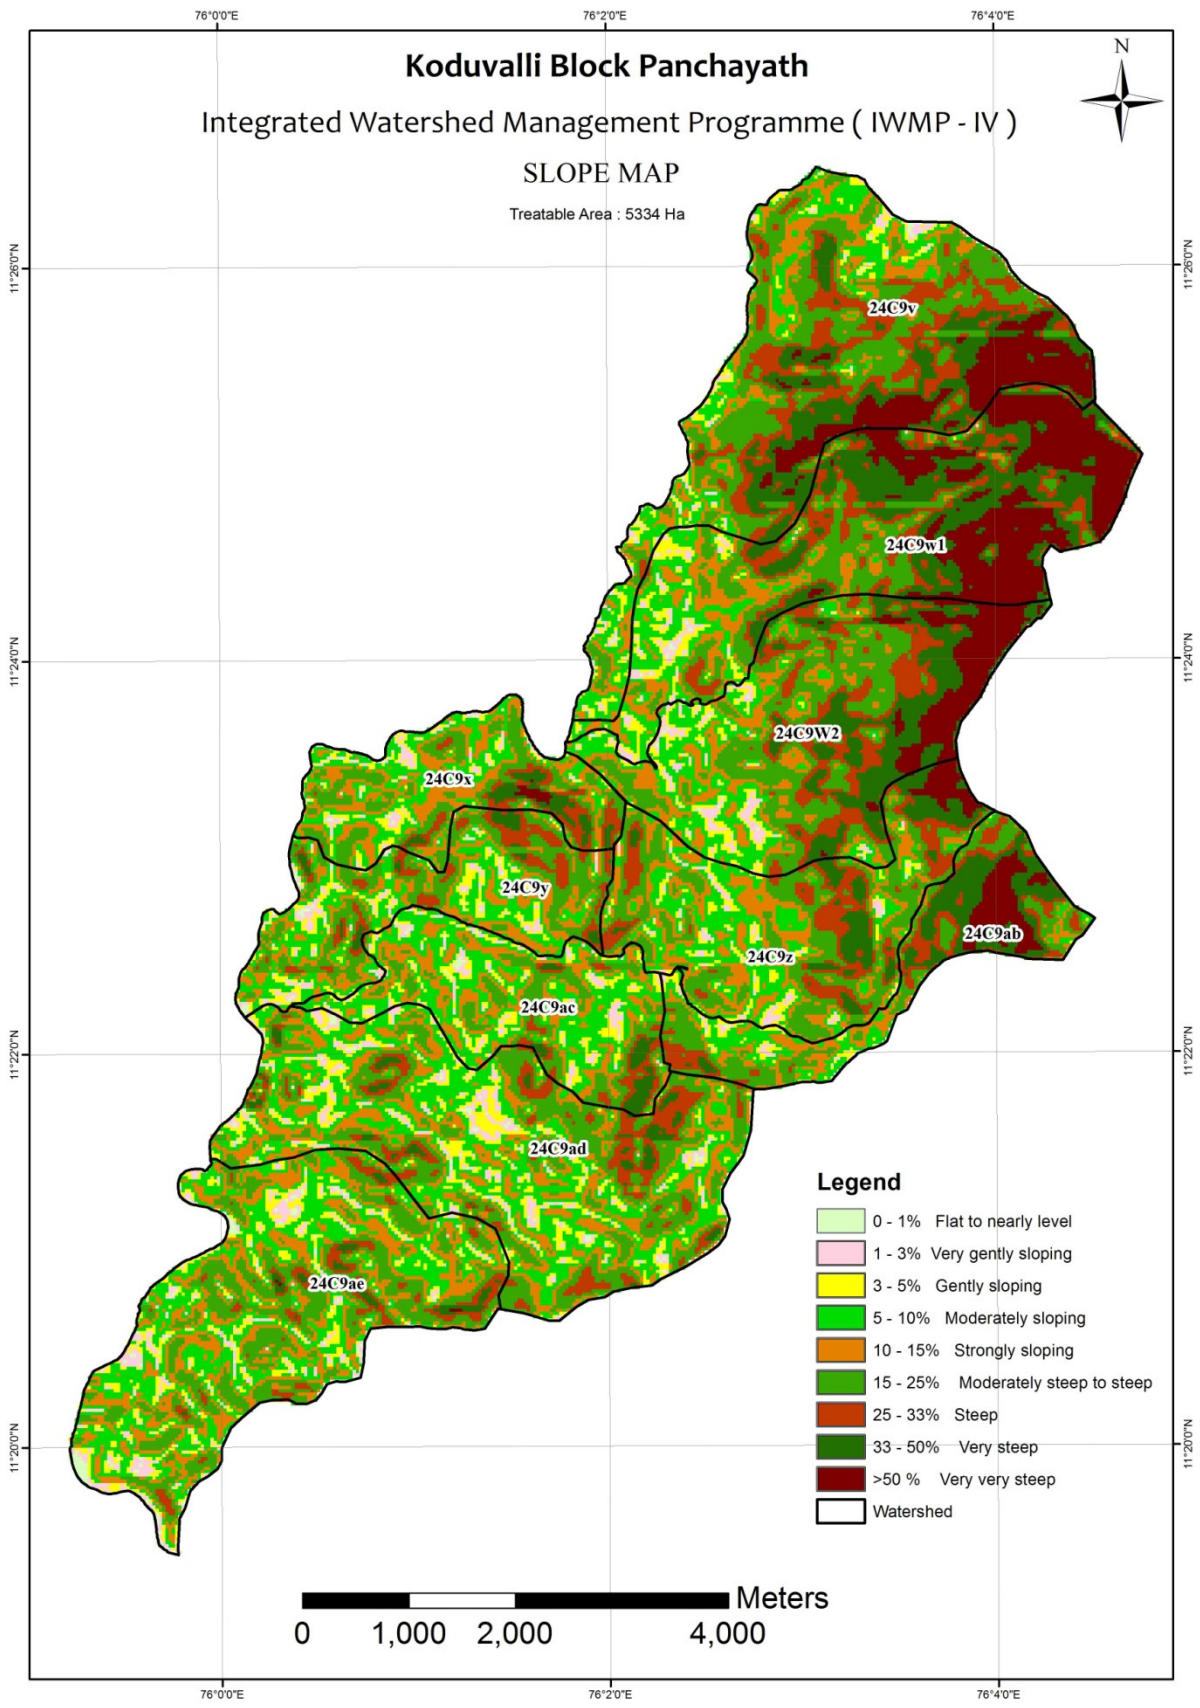 76°0'0"E
76°2'0"E
76°4'0"E
Koduvalli Block Panchayath
N
Integrated Watershed Management Programme ( IWMP - IV )
SLOPE MAP
Treatable Area : 5334 Ha
11°26'0"N
11°26'0"N
24C9v
24C9w1
11°24'0"N
11°24'0"N
24C9W2
24C9x
24C9y
24C9ab
24C9z
24C9ac
11°22'0"N
11°22'0"N
24C9ad
24C9ae
Legend
0 - 1% Flat to nearly level
1 - 3% Very gently sloping
3 - 5% Gently sloping
5 - 10% Moderately sloping
10 - 15% Strongly sloping
15 - 25% Moderately steep to steep
25 - 33% Steep
33 - 50% Very steep
>50 % Very very steep
Watershed
11°20'0"N
11°20'0"N
Meters
0 1,000 2,000 4,000
76°0'0"E
76°2'0"E
76°4'0"E